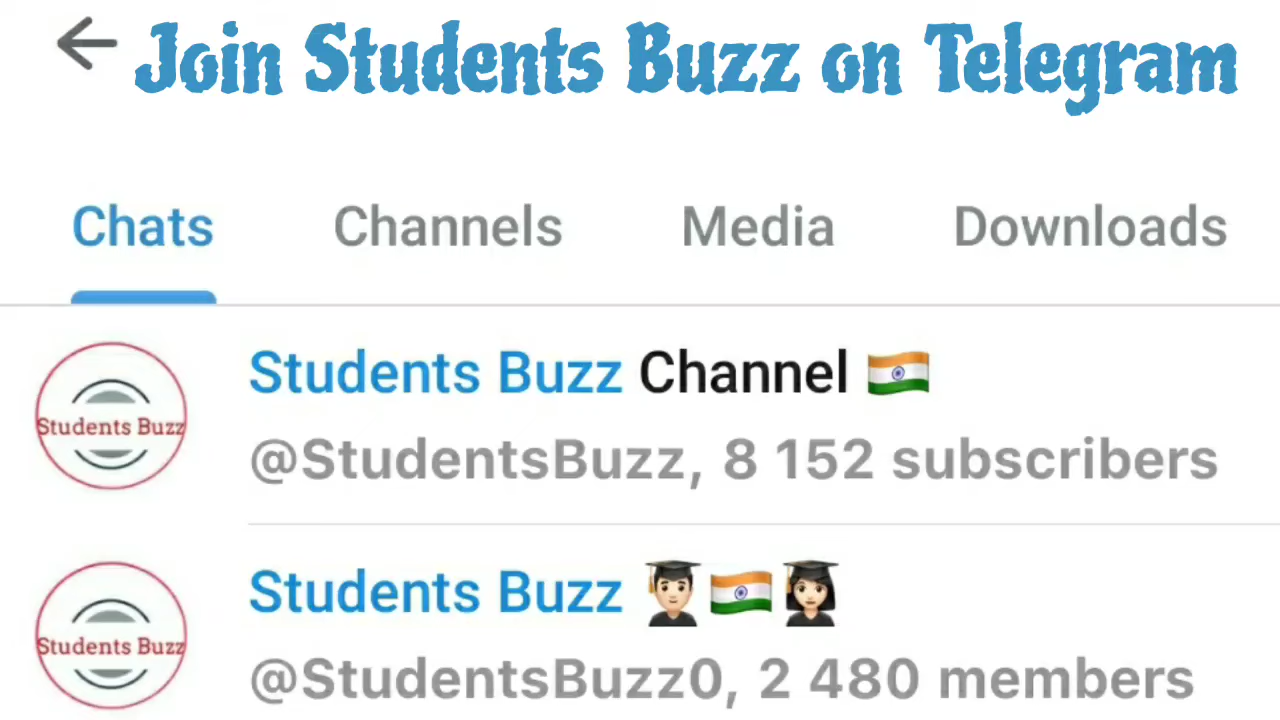 Join Students Buzz on Telegram
Chats Channels Media Downloads
Students Buzz Channel 🇮🇳
Students Buzz
@StudentsBuzz, 8 152 subscribers
Students Buzz 👨🏻‍🎓🇮🇳👩🏻‍🎓
Students Buzz
@StudentsBuzz0, 2 480 members